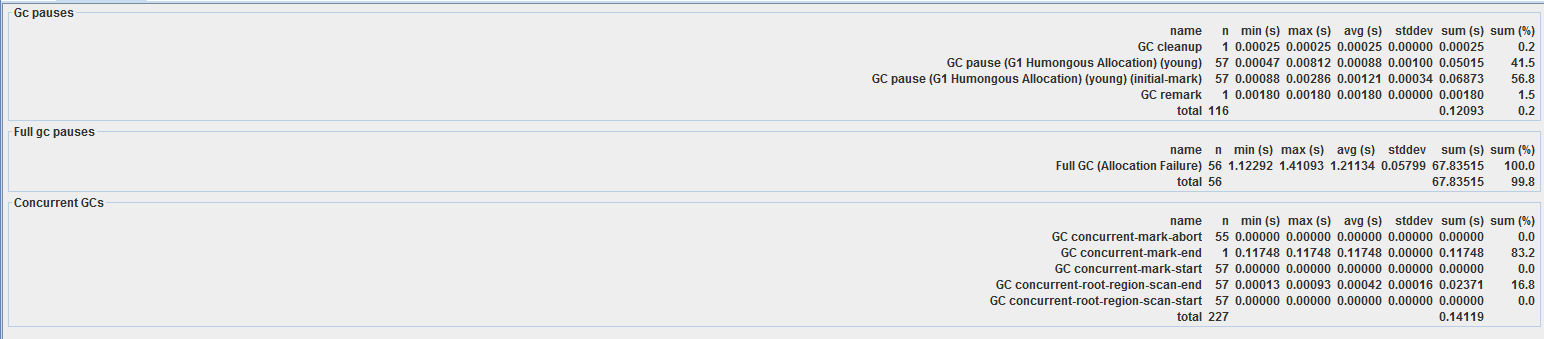 Gc pauses
name n min (s) max (s) avg (s) stddev sum (s) sum (%)
GC cleanup 1 0.00025 0.00025 0.00025 0.00000 0.00025 0.2
GC pause (G1 Humongous Allocation) (young) 57 0.00047 0.00812 0.00088 0.00100 0.05015 41.5
GC pause (G1 Humongous Allocation) (young) (initial-mark) 57 0.00088 0.00286 0.00121 0.00034 0.06873 56.8
GC remark 1 0.00180 0.00180 0.00180 0.00000 0.00180 1.5
total 116 0.12093 0.2
Full gc pauses
name n min (s) max (s) avg (s) stddev sum (s) sum (%)
Full GC (Allocation Failure) 56 1.12292 1.41093 1.21134 0.05799 67.83515 100.0
total 56 67.83515 99.8
Concurrent GCs
name n min (s) max (s) avg (s) stddev sum (s) sum (%)
GC concurrent-mark-abort 55 0.00000 0.00000 0.00000 0.00000 0.00000 0.0
GC concurrent-mark-end 1 0.11748 0.11748 0.11748 0.00000 0.11748 83.2
GC concurrent-mark-start 57 0.00000 0.00000 0.00000 0.00000 0.00000 0.0
GC concurrent-root-region-scan-end 57 0.00013 0.00093 0.00042 0.00016 0.02371 16.8
GC concurrent-root-region-scan-start 57 0.00000 0.00000 0.00000 0.00000 0.00000 0.0
total 227 0.14119